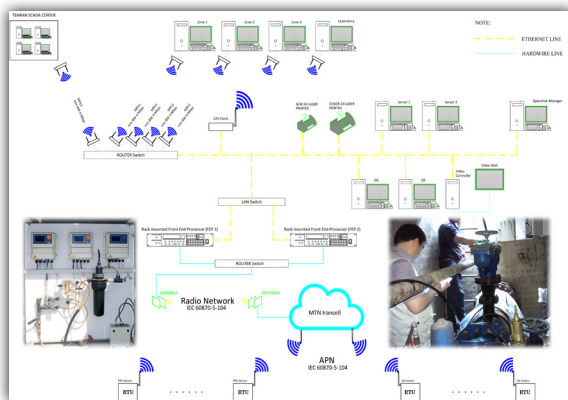 TEHRAN SCADA CENTER
Zone 1
Zone 2
Zone 3
Laboratory
NOTE:
ETHERNET LINE
HARDWIRE LINE
GPS Clock
B/W A4 LASER
PRINTER
COLOR A3 LASER
PRINTER
Server 1
Server 2
Operation Manager
ROUTER Switch
OS
OS
Video
Controller
Video Wall
LAN Switch
Rack mounted Front End Processor (FEP 1)
Rack mounted Front End Processor (FEP 2)
ROUTER Switch
ANTENNA
ANTENNA
Radio Network
IEC 60870-5-104
MTN Irancell
APN
IEC 60870-5-104
RTU
RTU
RTU
RTU